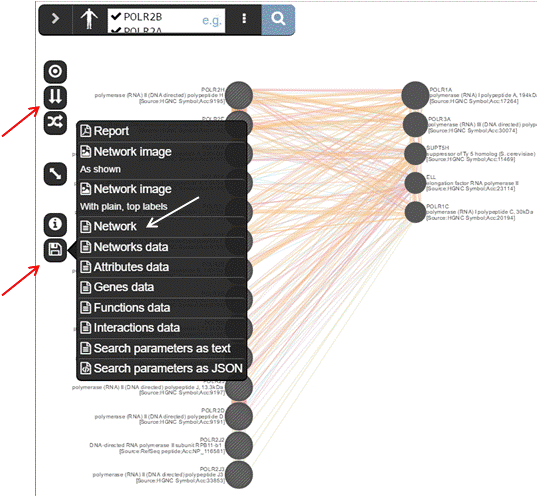 POLR2B
POLR2A
e.g.
POLR2H
polymerase (RNA) II (DNA directed) polypeptide H
[Source:HGNC Symbol;Acc:9195]
POLR2E
Report
Network image
As shown
Network image
With plain, top labels
Network
Networks data
Attributes data
Genes data
Functions data
Interactions data
Search parameters as text
Search parameters as JSON
polymerase (RNA) II (DNA directed) polypeptide J, 13.3kDa
[Source:HGNC Symbol;Acc:9197]
POLR2D
polymerase (RNA) II (DNA directed) polypeptide D
[Source:HGNC Symbol;Acc:9191]
POLR2J2
DNA-directed RNA polymerase II subunit RPB11-b1
[Source:RefSeq peptide;Acc:NP_116581]
POLR2J3
polymerase (RNA) II (DNA directed) polypeptide J3
[Source:HGNC Symbol;Acc:33853]
POLR1A
polymerase (RNA) I polypeptide A, 194kDa
[Source:HGNC Symbol;Acc:17264]
POLR3A
polymerase (RNA) III (DNA directed)
[Source:HGNC Symbol;Acc:30074]
SUPT5H
suppressor of Ty 5 homolog (S. cerevisiae)
[Source:HGNC Symbol;Acc:11469]
ELL
elongation factor RNA polymerase II
[Source:HGNC Symbol;Acc:23114]
POLR1C
polymerase (RNA) I polypeptide C, 30kDa
[Source:HGNC Symbol;Acc:20194]